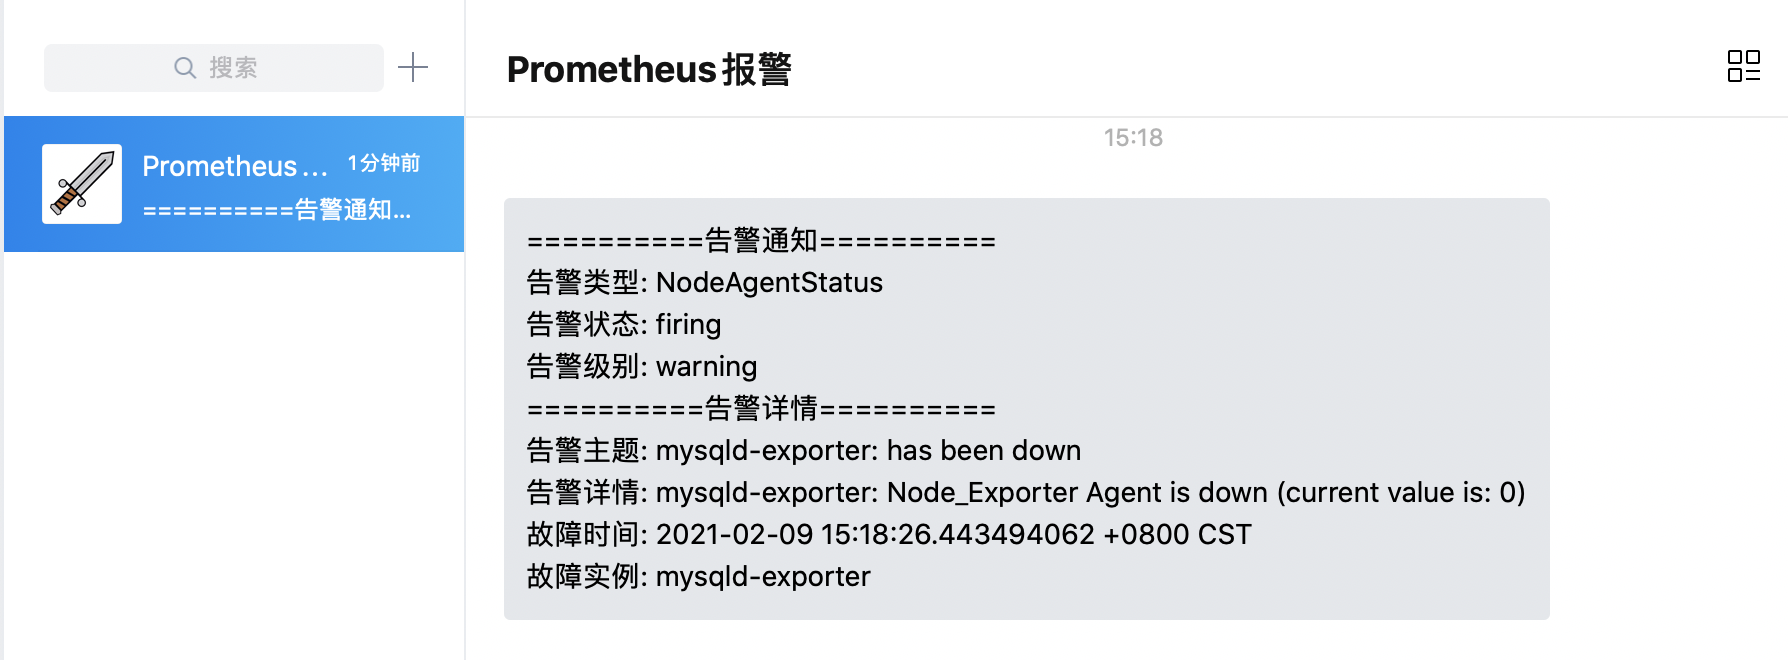 搜索
Prometheus...
1分钟前
==========告警通知...
Prometheus报警
15:18
==========告警通知==========
告警类型: NodeAgentStatus
告警状态: firing
告警级别: warning
==========告警详情==========
告警主题: mysqld-exporter: has been down
告警详情: mysqld-exporter: Node_Exporter Agent is down (current value is: 0)
故障时间: 2021-02-09 15:18:26.443494062 +0800 CST
故障实例: mysqld-exporter